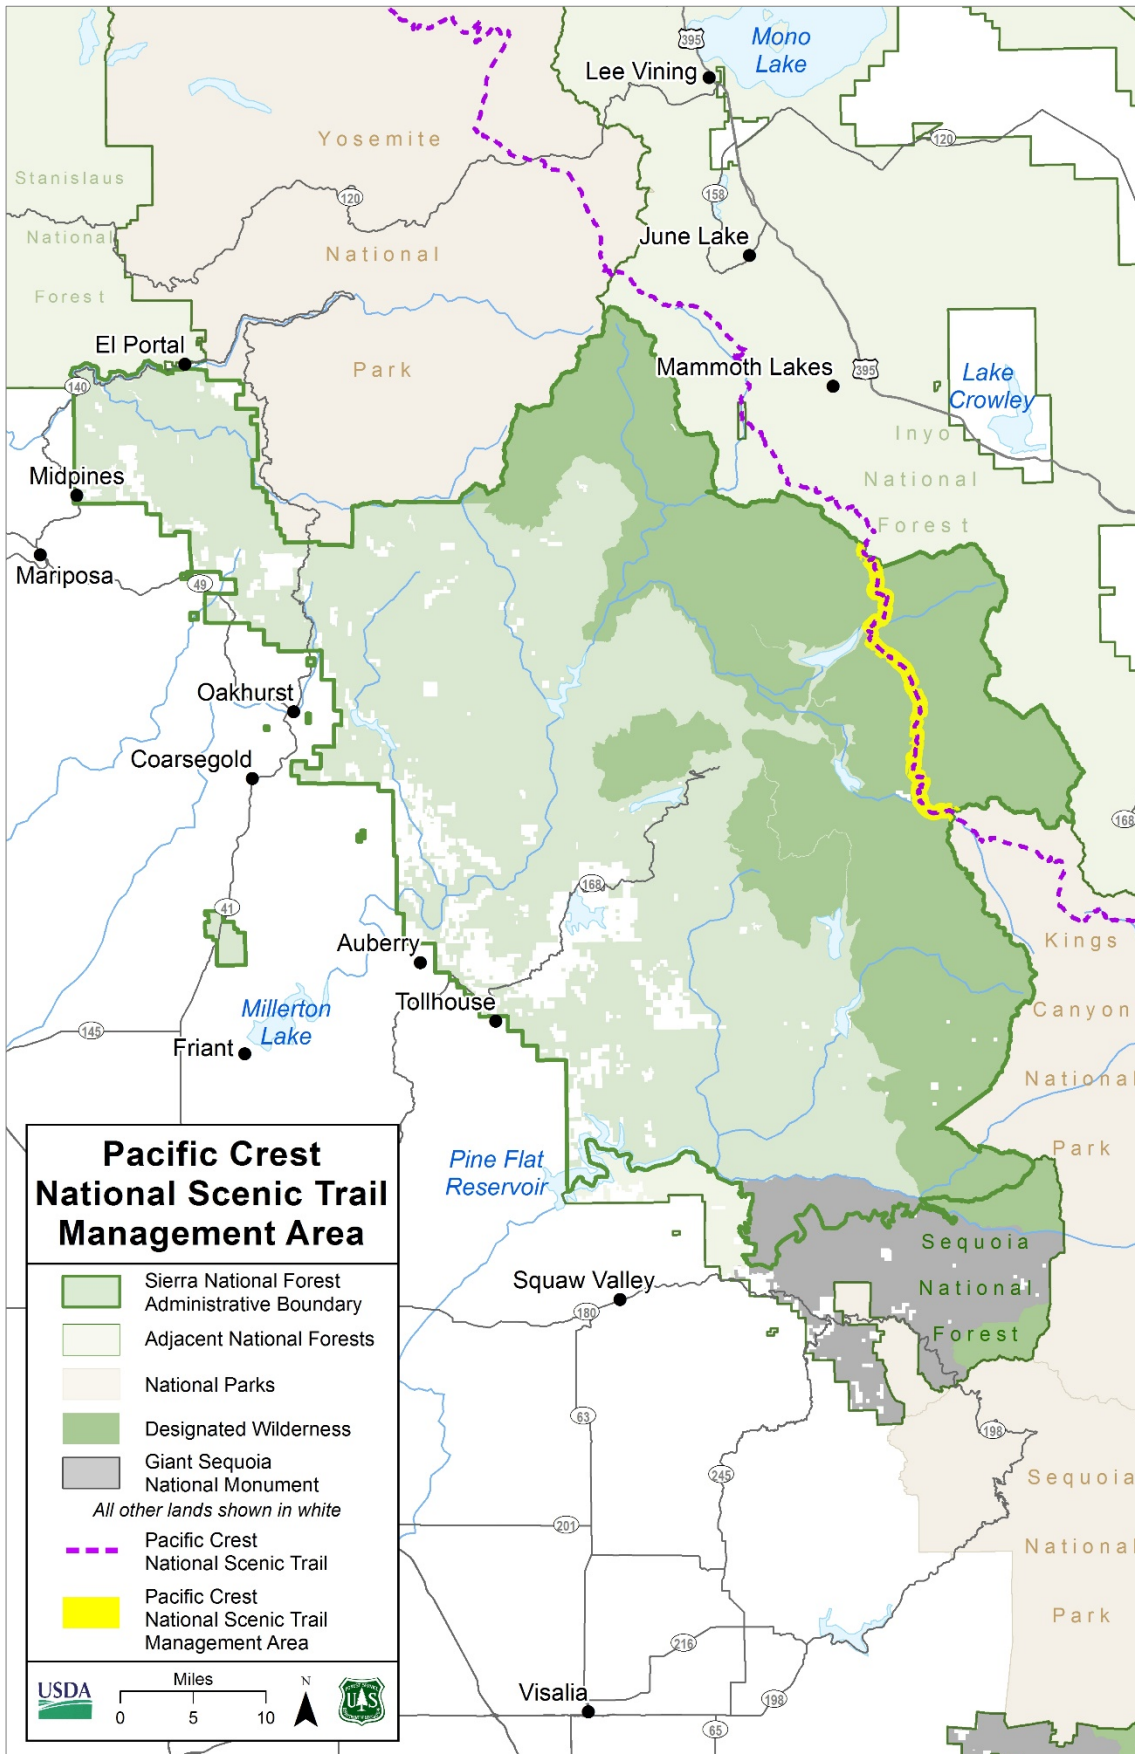 395
Mono
Lake
Lee Vining
120
Yosemite
Stanislaus
National
Forest
120
158
National
June Lake
El Portal
Park
Mammoth Lakes
395
Lake
Crowley
140
Inyo
National
Forest
Midpines
Mariposa
49
Oakhurst
Coarsegold
168
168
41
Auberry
Kings
Canyon
National
Park
Tollhouse
Millerton
Lake
145
Friant
Pine Flat
Reservoir
Sequoia
National
Forest
Squaw Valley
180
63
198
245
Sequoia
National
Park
201
216
Visalia
198
65
Pacific Crest
National Scenic Trail
Management Area
Sierra National Forest
Administrative Boundary
Adjacent National Forests
National Parks
Designated Wilderness
Giant Sequoia
National Monument
All other lands shown in white
Pacific Crest
National Scenic Trail
Pacific Crest
National Scenic Trail
Management Area
USDA
Miles
0 5 10
N
U S